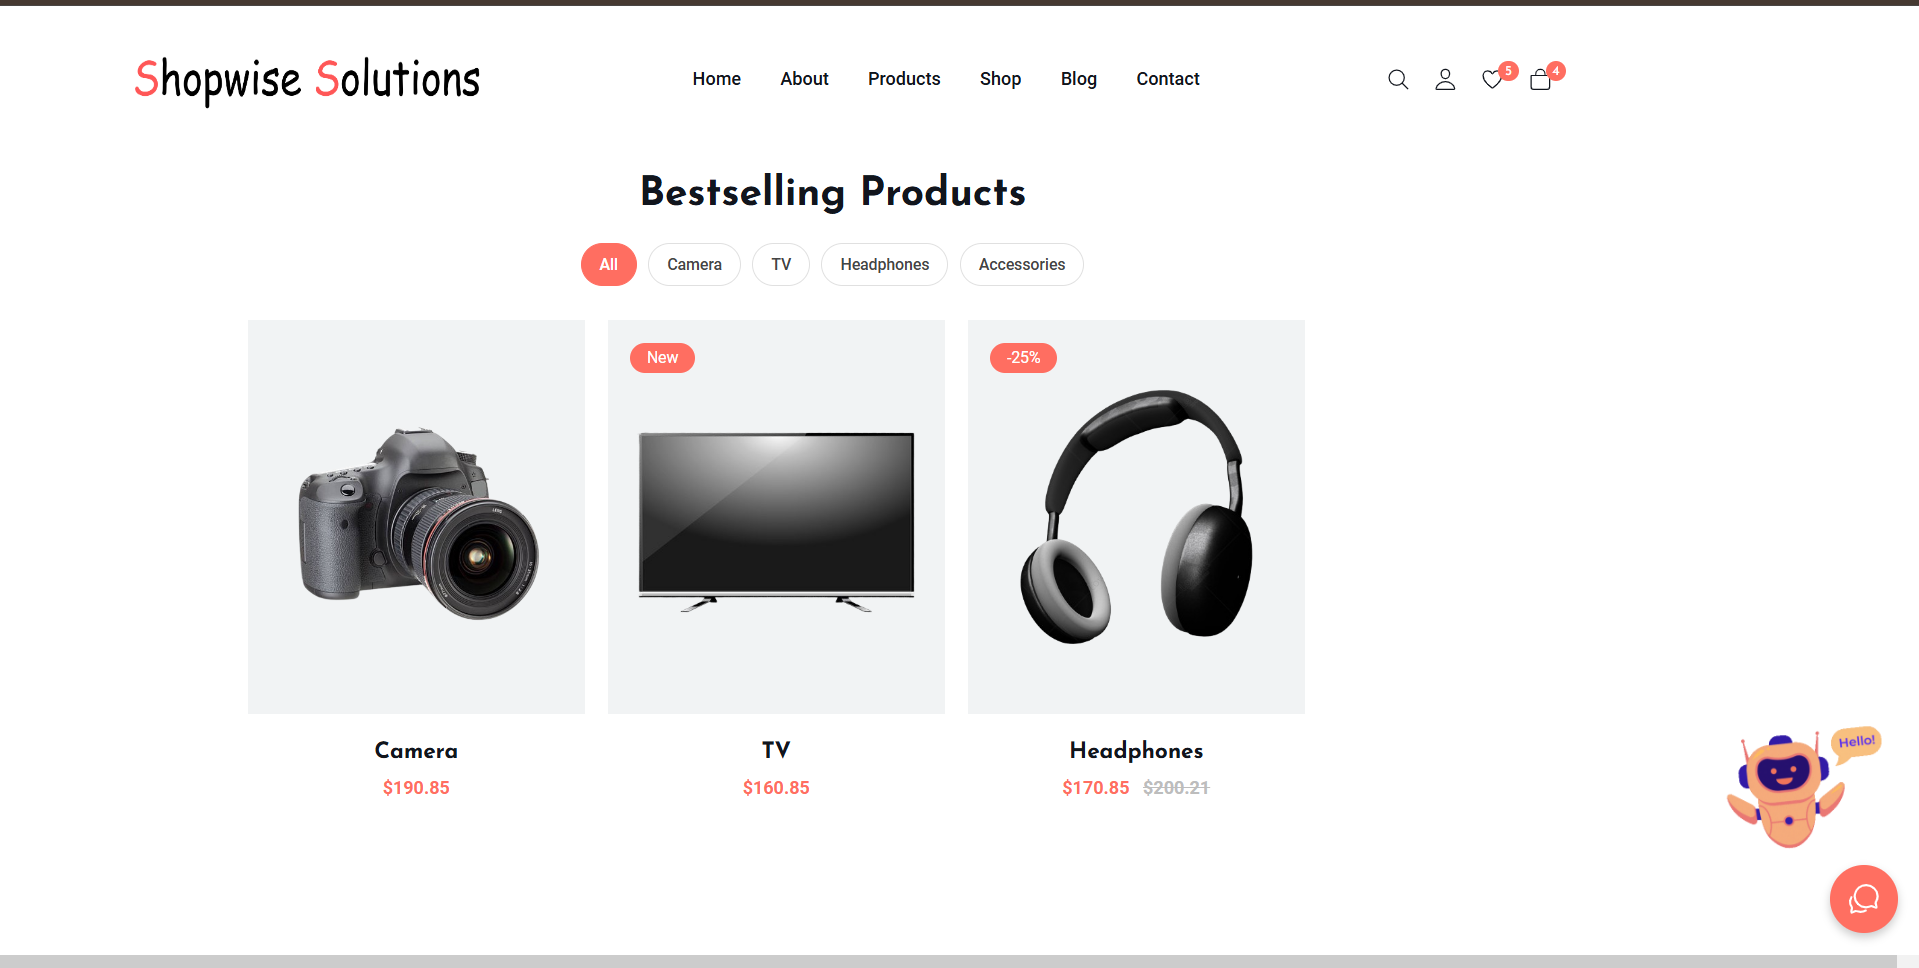 Shopwise Solutions
Home About Products Shop Blog Contact
5 4
Bestselling Products
All Camera TV Headphones Accessories
New
-25%
Camera
$190.85
TV
$160.85
Headphones
$170.85 $200.21
Hello!